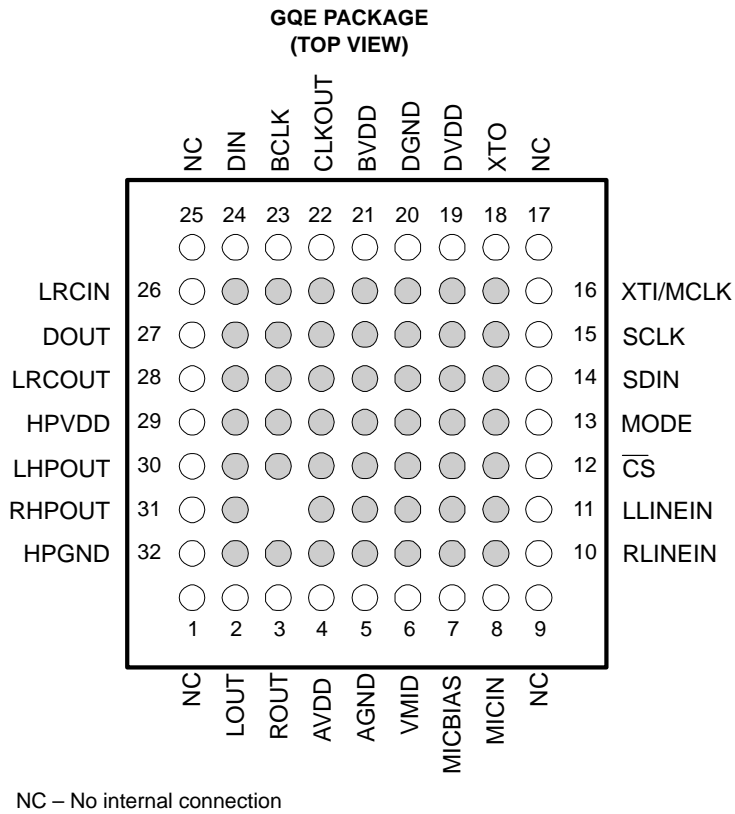 GQE PACKAGE
(TOP VIEW)
NC DIN BCLK CLKOUT BVDD DGND DVDD XTO NC
25 24 23 22 21 20 19 18 17
LRCIN 26 16 XTI/MCLK
DOUT 27 15 SCLK
LRCOUT 28 14 SDIN
HPVDD 29 13 MODE
LHPOUT 30 12 C̅S̅
RHPOUT 31 11 LLINEIN
HPGND 32 10 RLINEIN
1 2 3 4 5 6 7 8 9
NC LOUT ROUT AVDD AGND VMID MICBIAS MICIN NC
NC – No internal connection